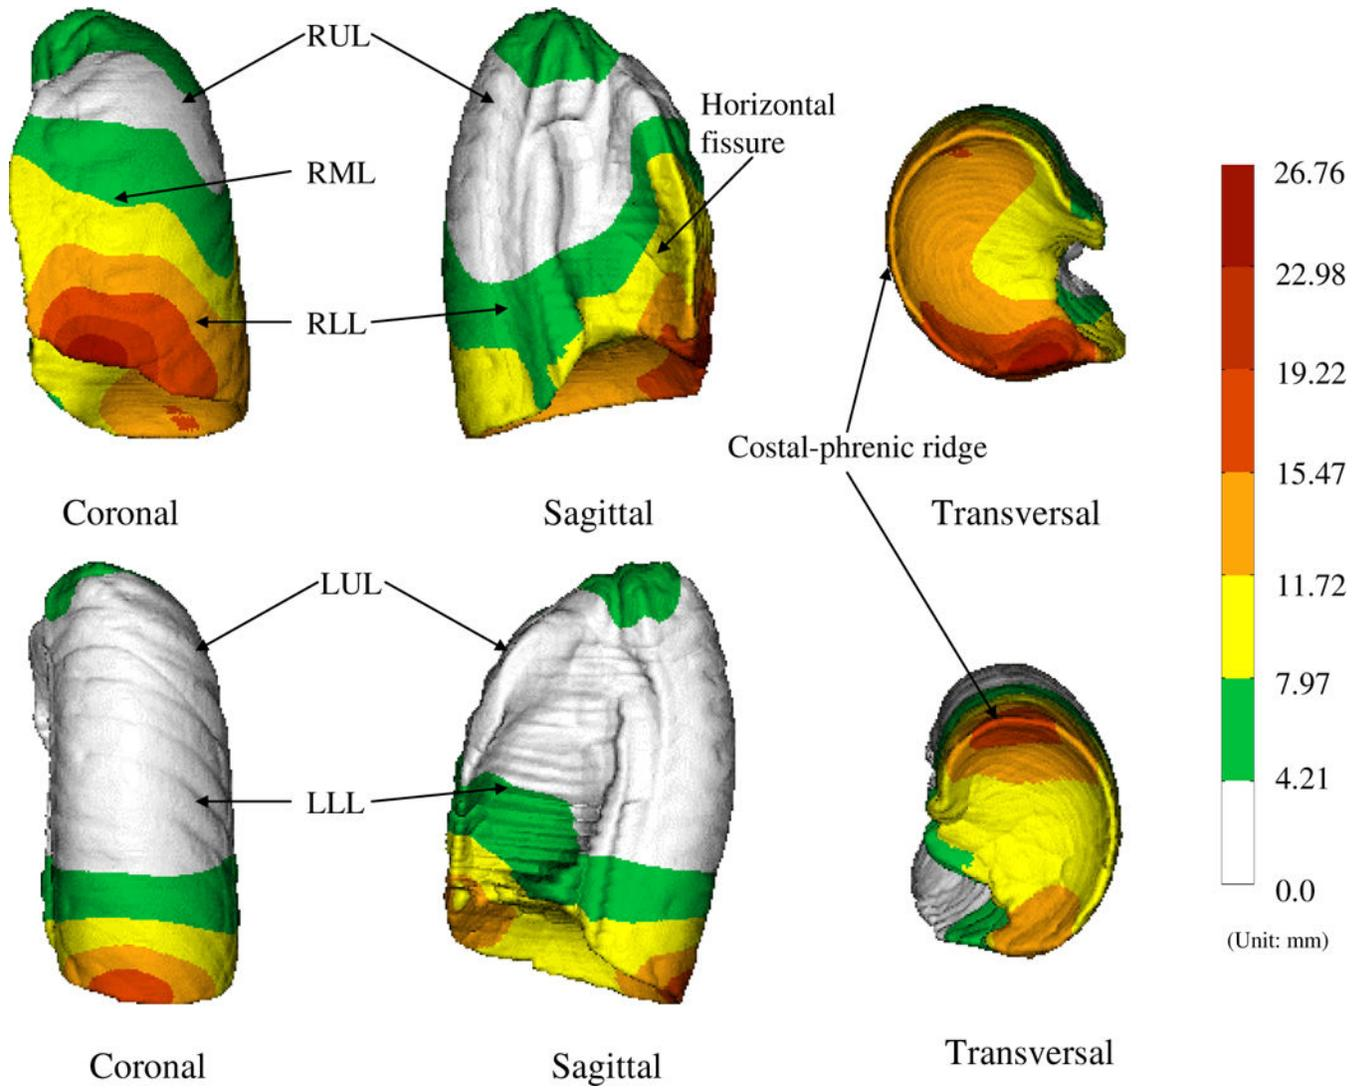 RUL
Horizontal
fissure
RML
RLL
Costal-phrenic ridge
Coronal
Sagittal
Transversal
LUL
LLL
Coronal
Sagittal
Transversal
26.76
22.98
19.22
15.47
11.72
7.97
4.21
0.0
(Unit: mm)